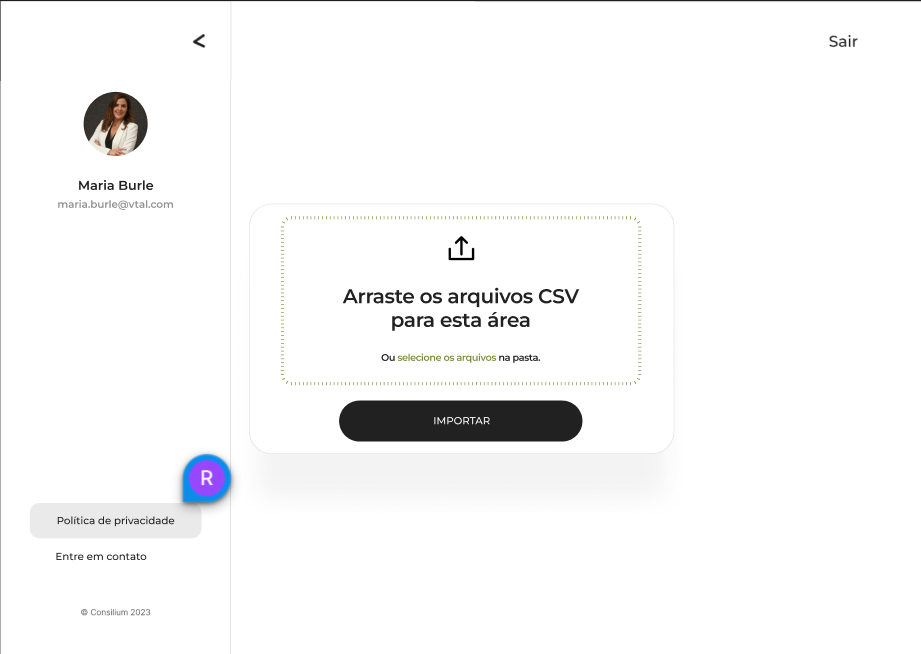 <
Sair
Maria Burle
maria.burle@vtal.com
Arraste os arquivos CSV
para esta área
Ou selecione os arquivos na pasta.
IMPORTAR
R
Política de privacidade
Entre em contato
© Consilium 2023